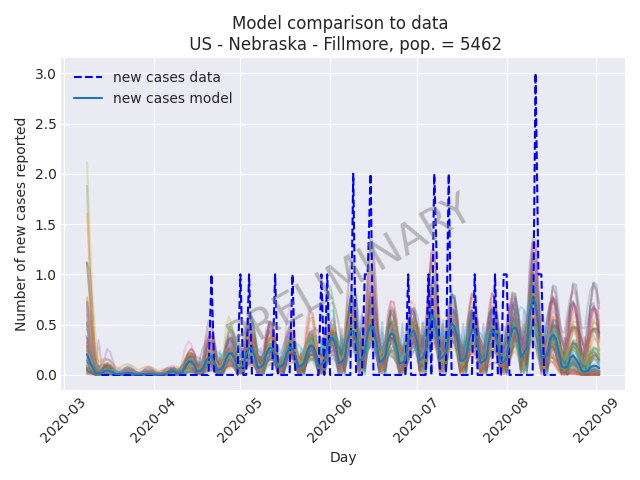 Model comparison to data
US - Nebraska - Fillmore, pop. = 5462
new cases data
new cases model
3.0
2.5
2.0
1.5
1.0
0.5
0.0
Number of new cases reported
PRELIMINARY
2020-03
2020-04
2020-05
2020-06
2020-07
2020-08
2020-09
Day